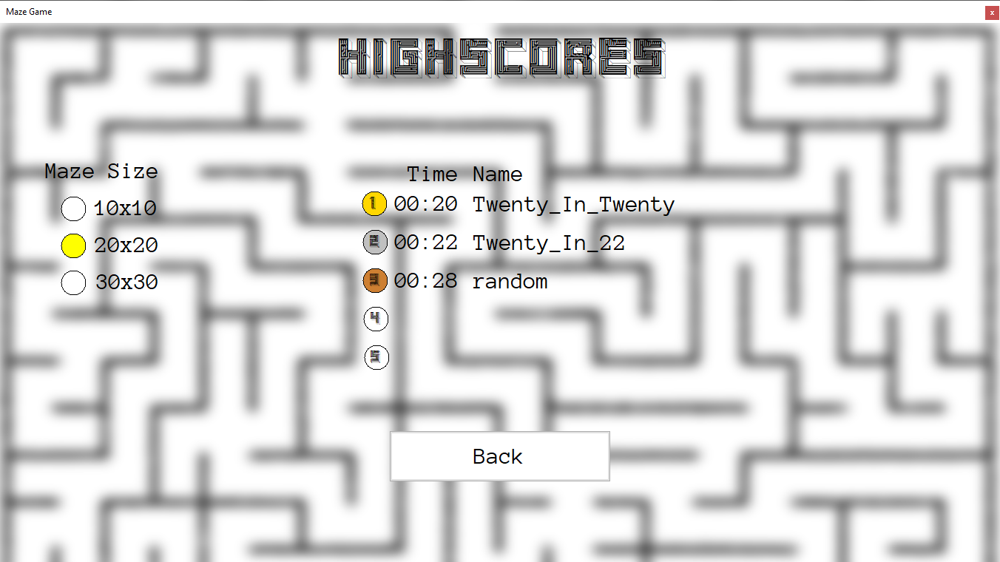 Maze Game
x
HIGHSCORES
Maze Size
10x10
20x20
30x30
Time Name
1 00:20 Twenty_In_Twenty
2 00:22 Twenty_In_22
3 00:28 random
4
5
Back